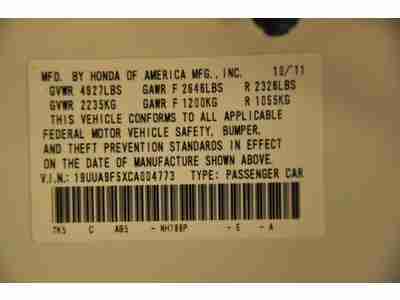 10/11
MFD. BY HONDA OF AMERICA MFG., INC.
GVWR 4927LBS GAWR F 2646LBS R 2326LBS
GVWR 2235KG GAWR F 1200KG R 1055KG
THIS VEHICLE CONFORMS TO ALL APPLICABLE
FEDERAL MOTOR VEHICLE SAFETY, BUMPER,
AND THEFT PREVENTION STANDARDS IN EFFECT
ON THE DATE OF MANUFACTURE SHOWN ABOVE.
V.I.N.: 19UUA9F5XCA004773 TYPE: PASSENGER CAR
TK5 C A95 - NH788P - E - A